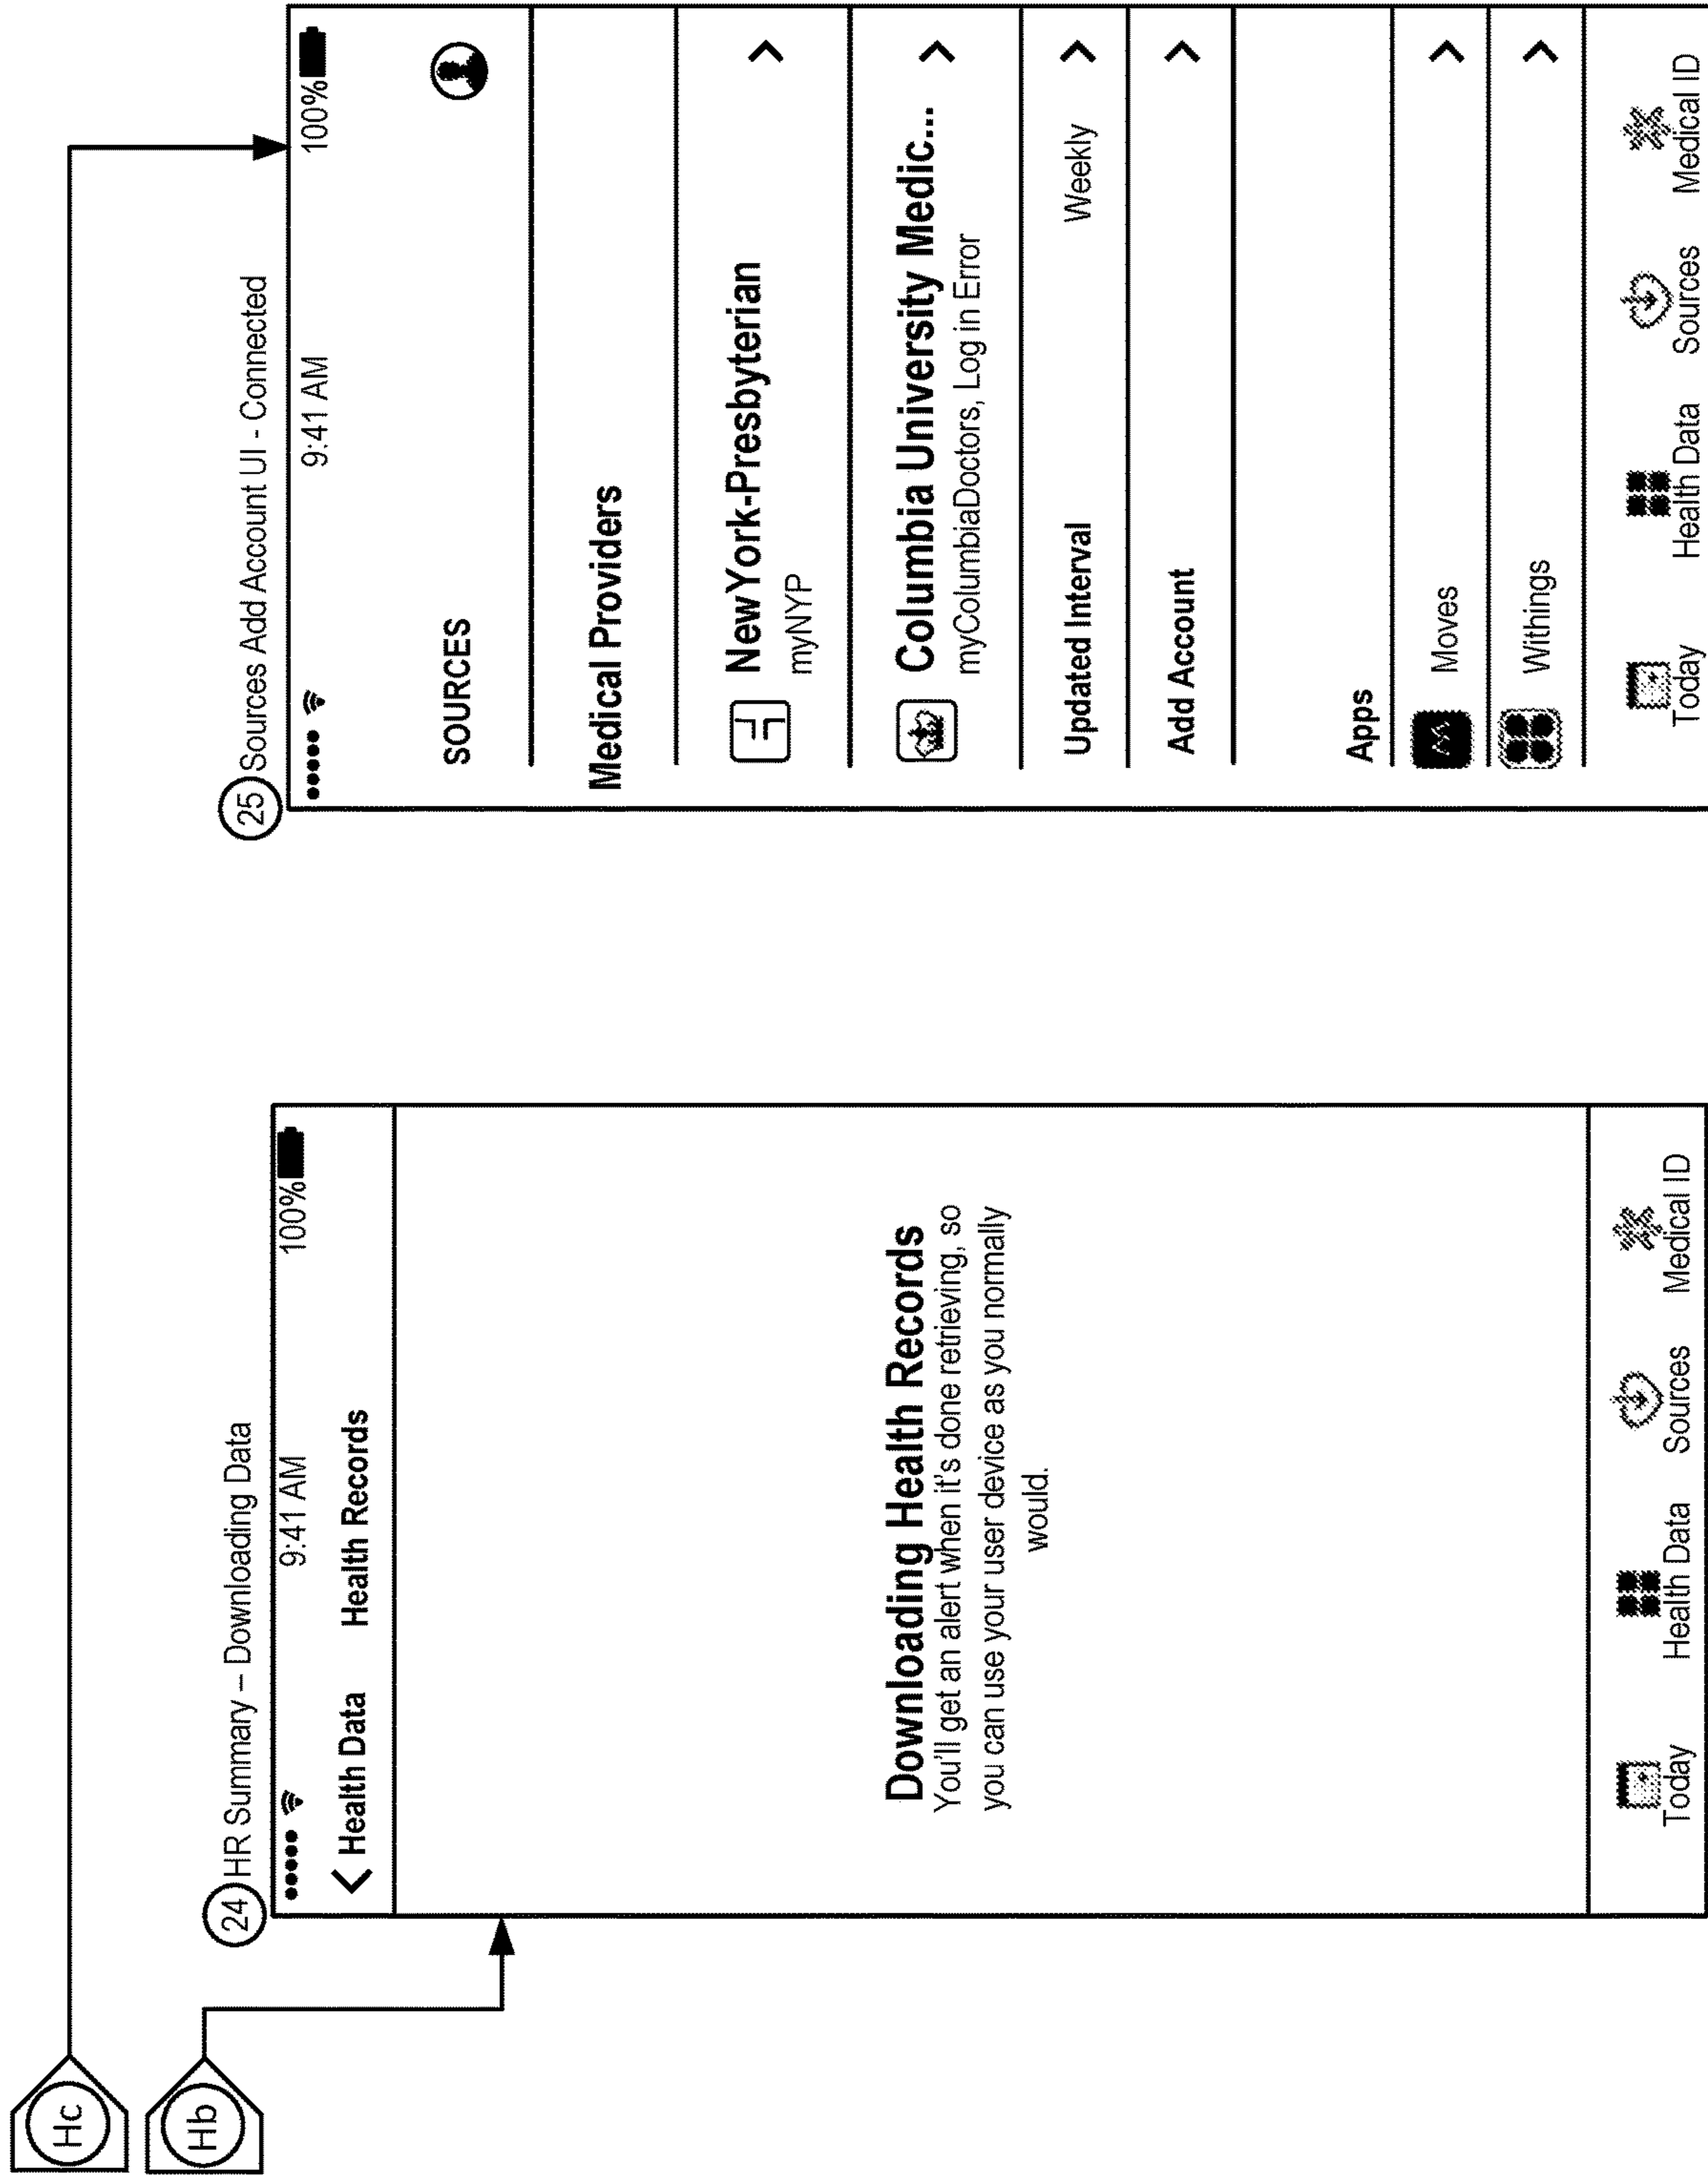 Hc
Hb
24 HR Summary – Downloading Data
9:41 AM 100%
Health Data Health Records
Downloading Health Records
You'll get an alert when it's done retrieving, so
you can use your user device as you normally
would.
Today Health Data Sources Medical ID
25 Sources Add Account UI - Connected
9:41 AM 100%
SOURCES
Medical Providers
NewYork-Presbyterian
myNYP
Columbia University Medic...
myColumbiaDoctors, Log in Error
Updated Interval Weekly
Add Account
Apps
Moves
Withings
Today Health Data Sources Medical ID